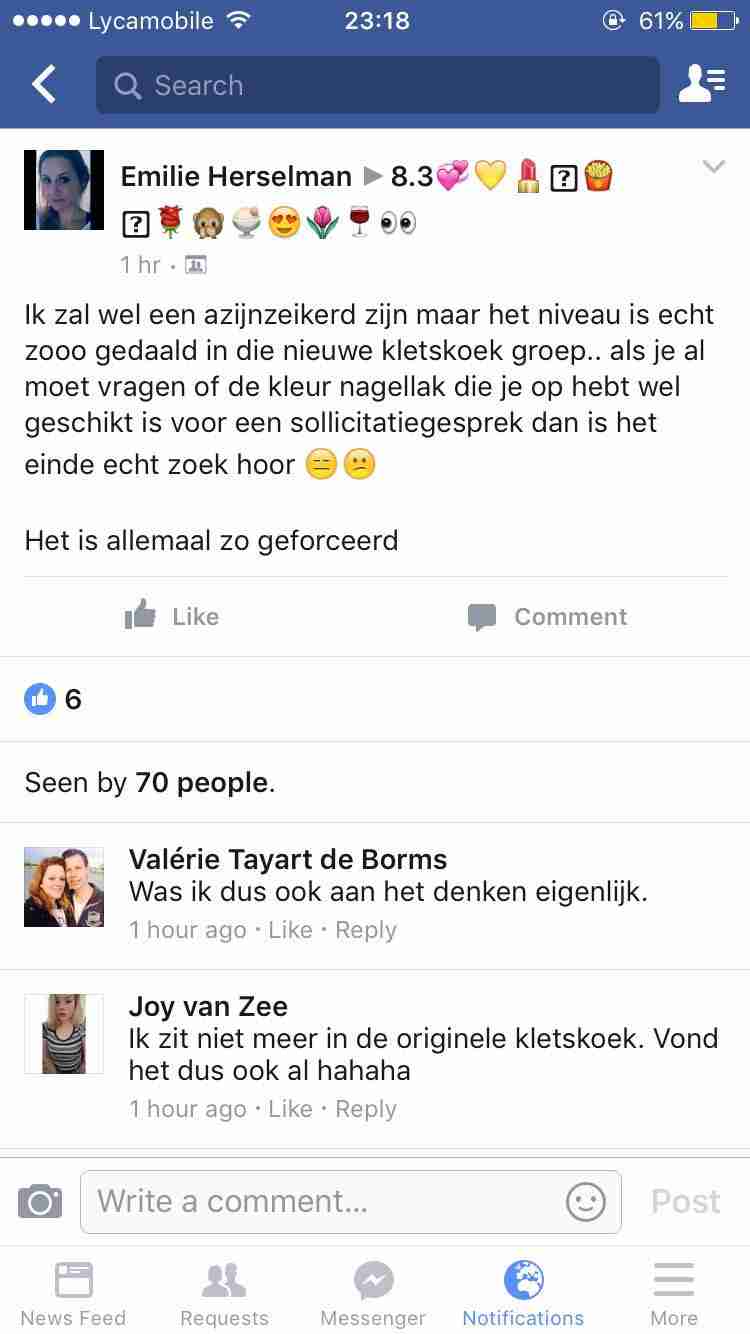 Lycamobile 23:18 61%
Search
Emilie Herselman ▶ 8.3💞💛💄⍰🍟
⍰🌹🙊🍨😍🌷🍷👀
1 hr ·
Ik zal wel een azijnzeikerd zijn maar het niveau is echt
zooo gedaald in die nieuwe kletskoek groep.. als je al
moet vragen of de kleur nagellak die je op hebt wel
geschikt is voor een sollicitatiegesprek dan is het
einde echt zoek hoor 😑😕
Het is allemaal zo geforceerd
Like Comment
6
Seen by 70 people.
Valérie Tayart de Borms
Was ik dus ook aan het denken eigenlijk.
1 hour ago · Like · Reply
Joy van Zee
Ik zit niet meer in de originele kletskoek. Vond
het dus ook al hahaha
1 hour ago · Like · Reply
Write a comment... Post
News Feed Requests Messenger Notifications More